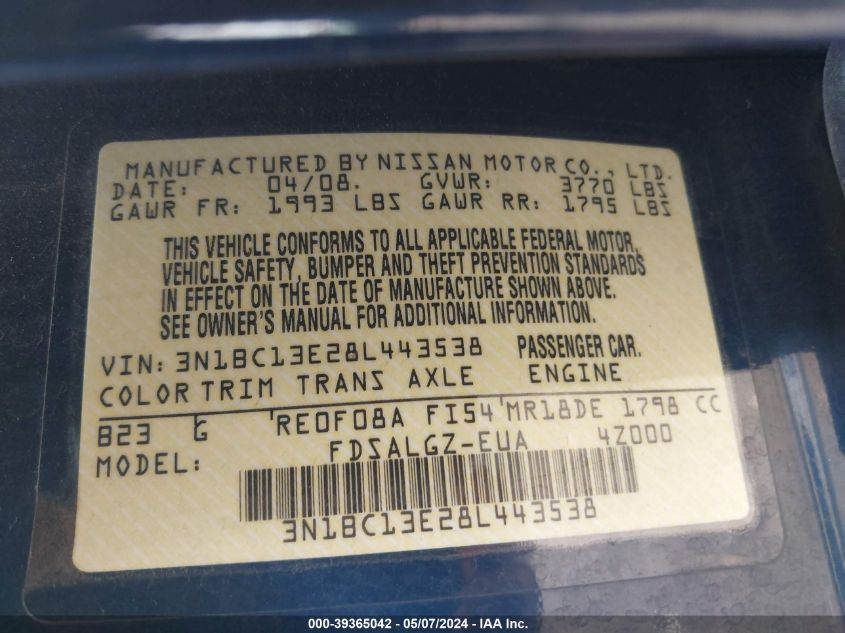 MANUFACTURED BY NISSAN MOTOR CO., LTD.
DATE: 04/08. GVWR: 3770 LBS
GAWR FR: 1993 LBS GAWR RR: 1795 LBS
THIS VEHICLE CONFORMS TO ALL APPLICABLE FEDERAL MOTOR
VEHICLE SAFETY, BUMPER AND THEFT PREVENTION STANDARDS
IN EFFECT ON THE DATE OF MANUFACTURE SHOWN ABOVE.
SEE OWNER'S MANUAL FOR ADDITIONAL INFORMATION.
VIN: 3N1BC13E28L443538 PASSENGER CAR.
COLOR TRIM TRANS AXLE ENGINE
B23 G RE0F08A FI54 MR18DE 1798 CC
MODEL: FDSALGZ-EUA 4Z000
3N1BC13E28L443538
000-39365042 - 05/07/2024 - IAA Inc.